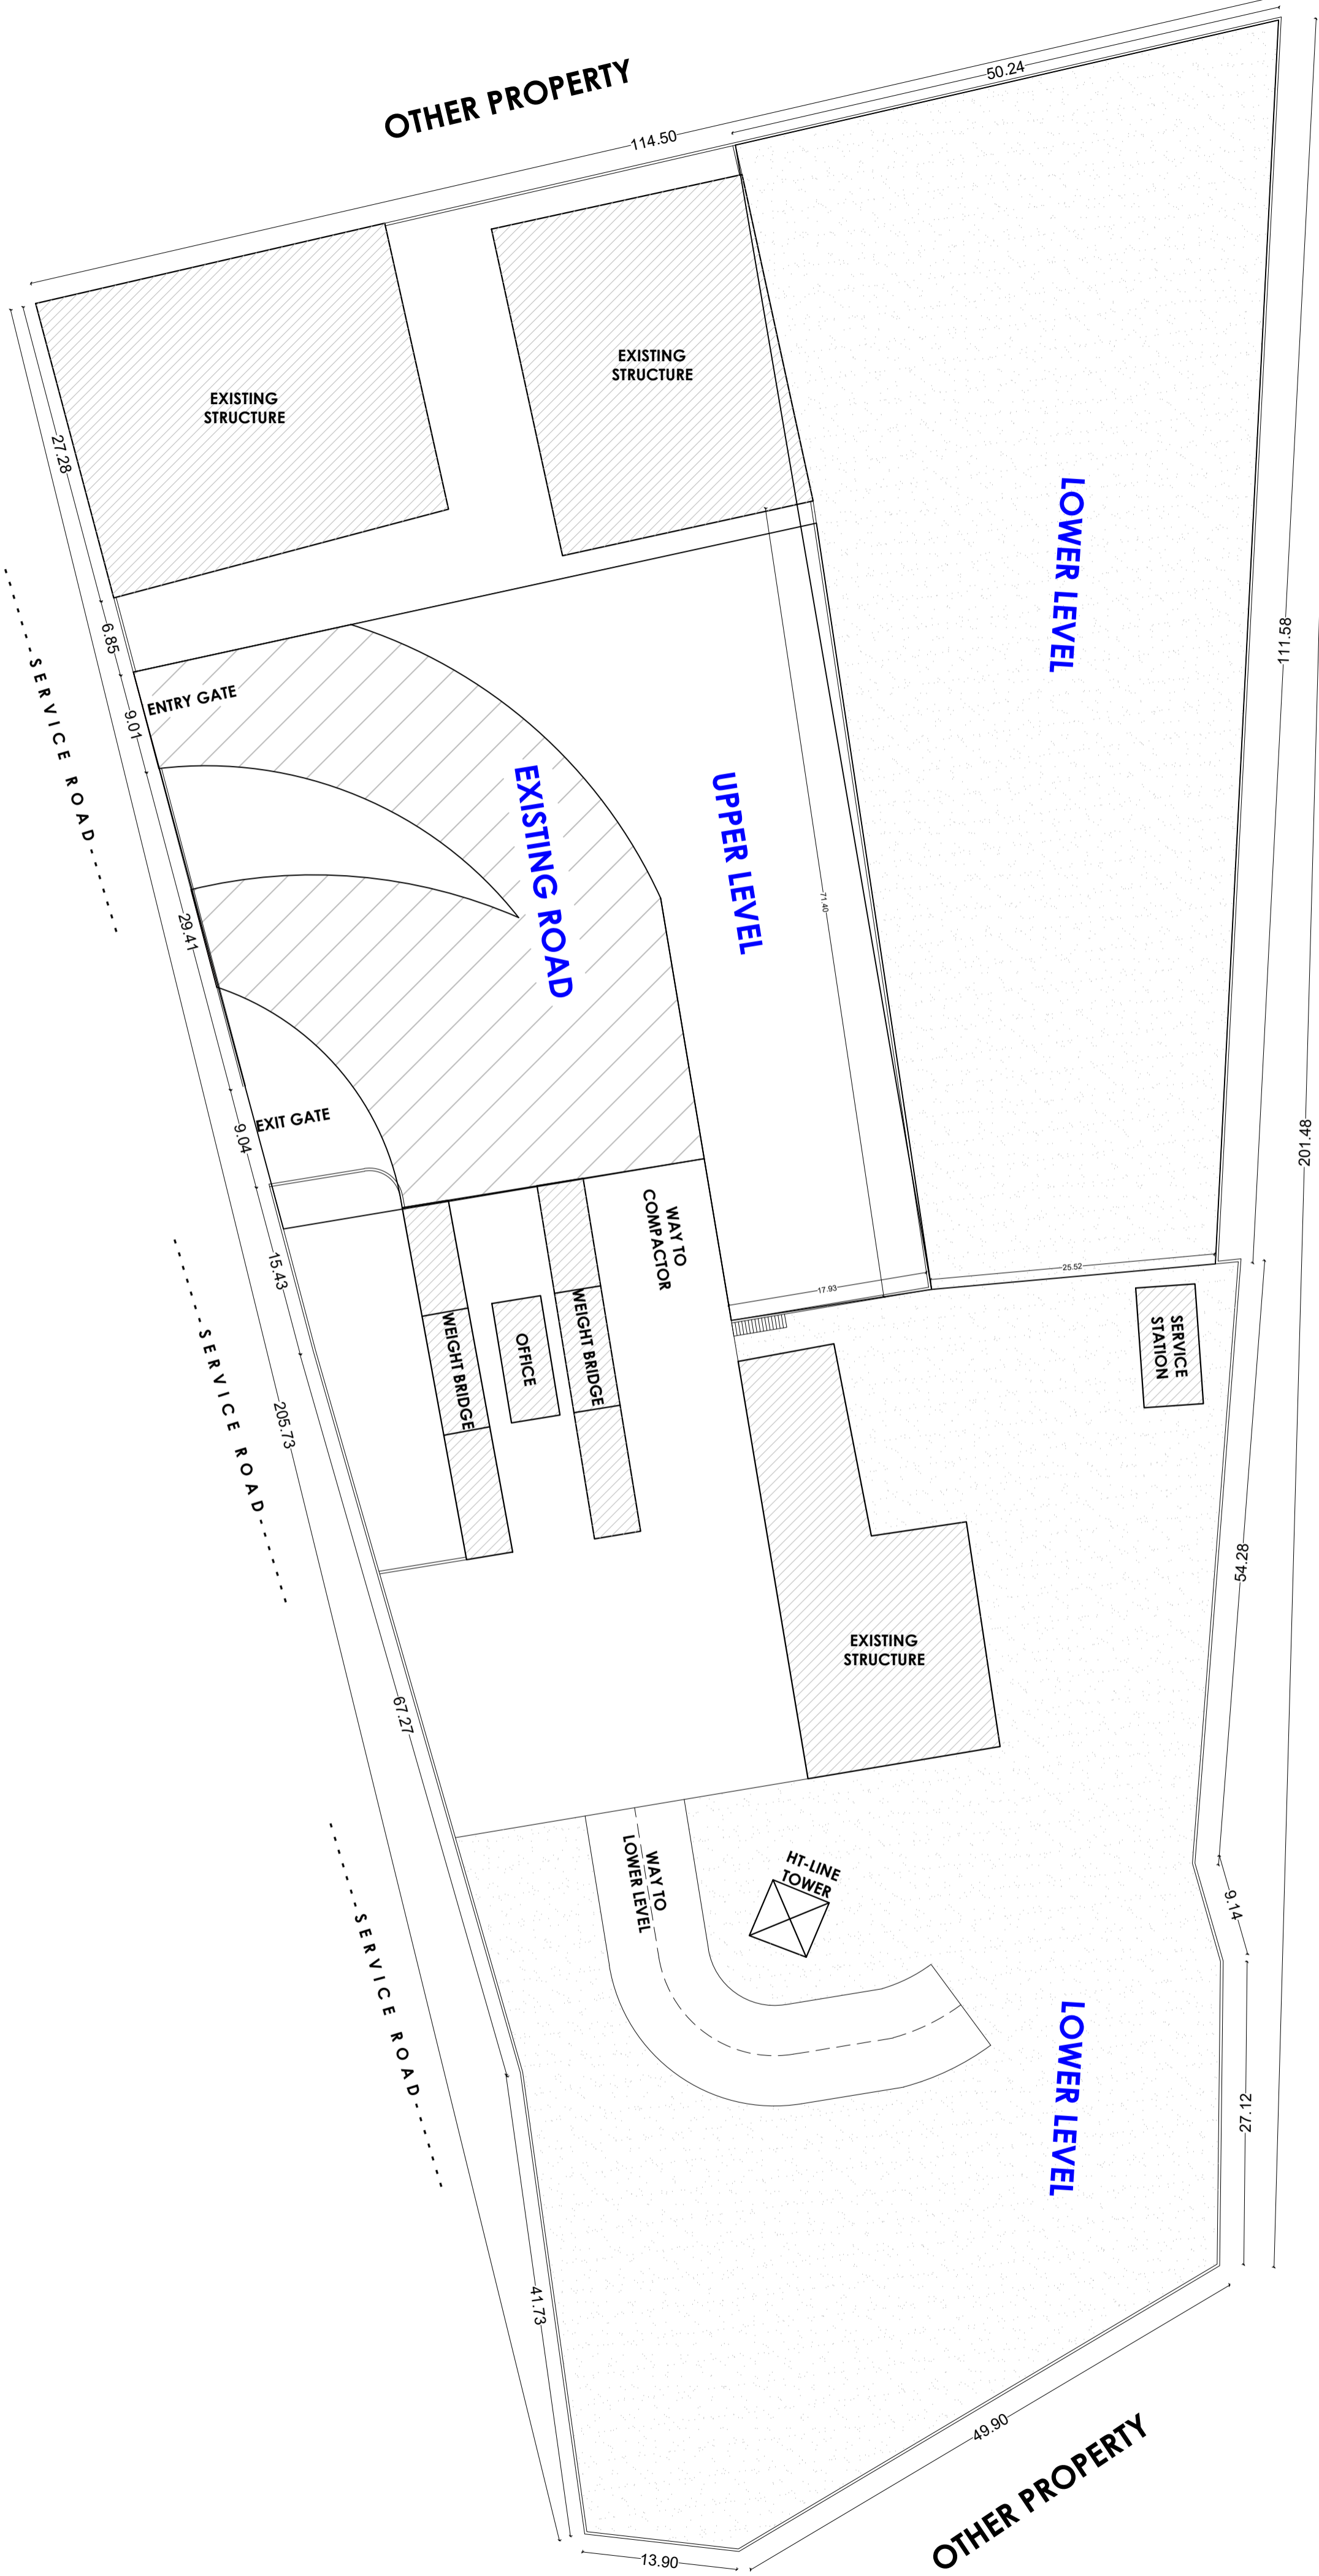 50.24
OTHER PROPERTY
114.50
EXISTING
STRUCTURE
EXISTING
STRUCTURE
27.28
LOWER LEVEL
6.85
111.58
------SERVICE ROAD------
ENTRY GATE
9.01
EXISTING ROAD
UPPER LEVEL
71.40
29.41
EXIT GATE
9.04
201.48
WAY TO
COMPACTOR
15.43
17.93
25.52
WEIGHT BRIDGE
OFFICE
WEIGHT BRIDGE
SERVICE
STATION
------SERVICE ROAD------
205.73
54.28
EXISTING
STRUCTURE
67.27
WAY TO
LOWER LEVEL
HT-LINE
TOWER
9.14
------SERVICE ROAD------
LOWER LEVEL
27.12
41.73
49.90
OTHER PROPERTY
13.90